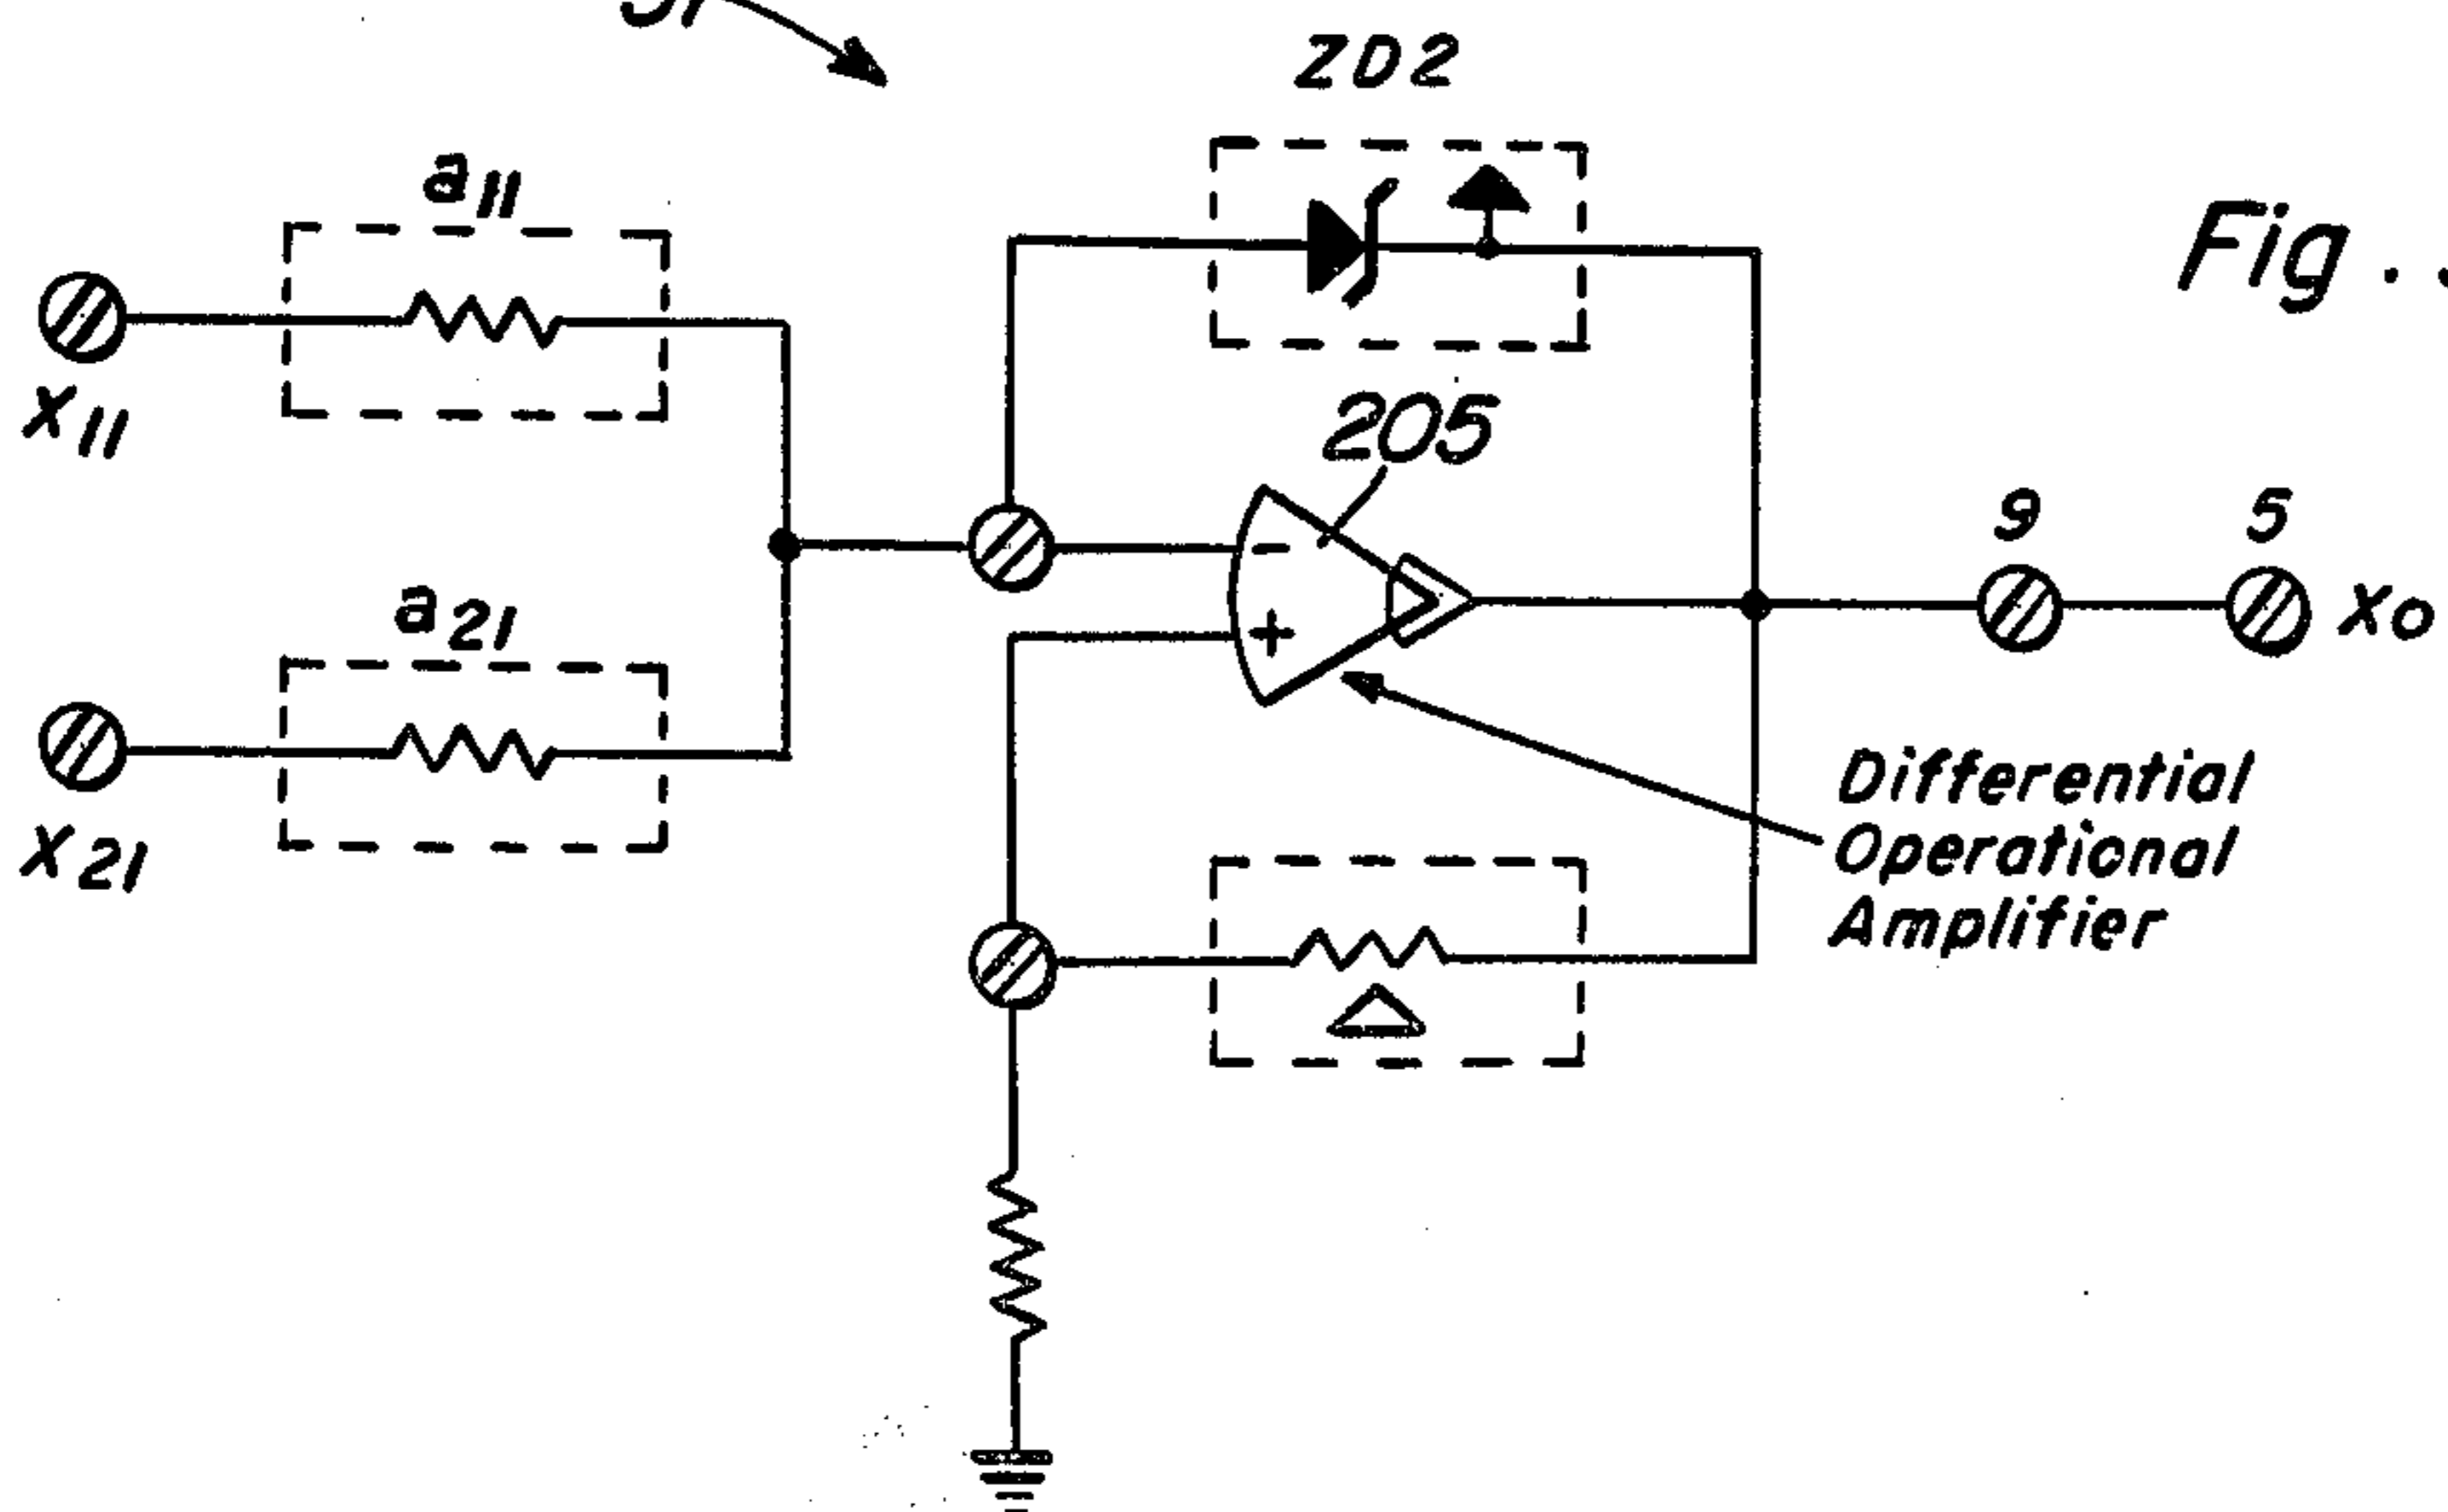 ZD2
a11
Fig.
x11
205
9
5
xo
a21
-
+
Differential
Operational
Amplifier
x21
Δ